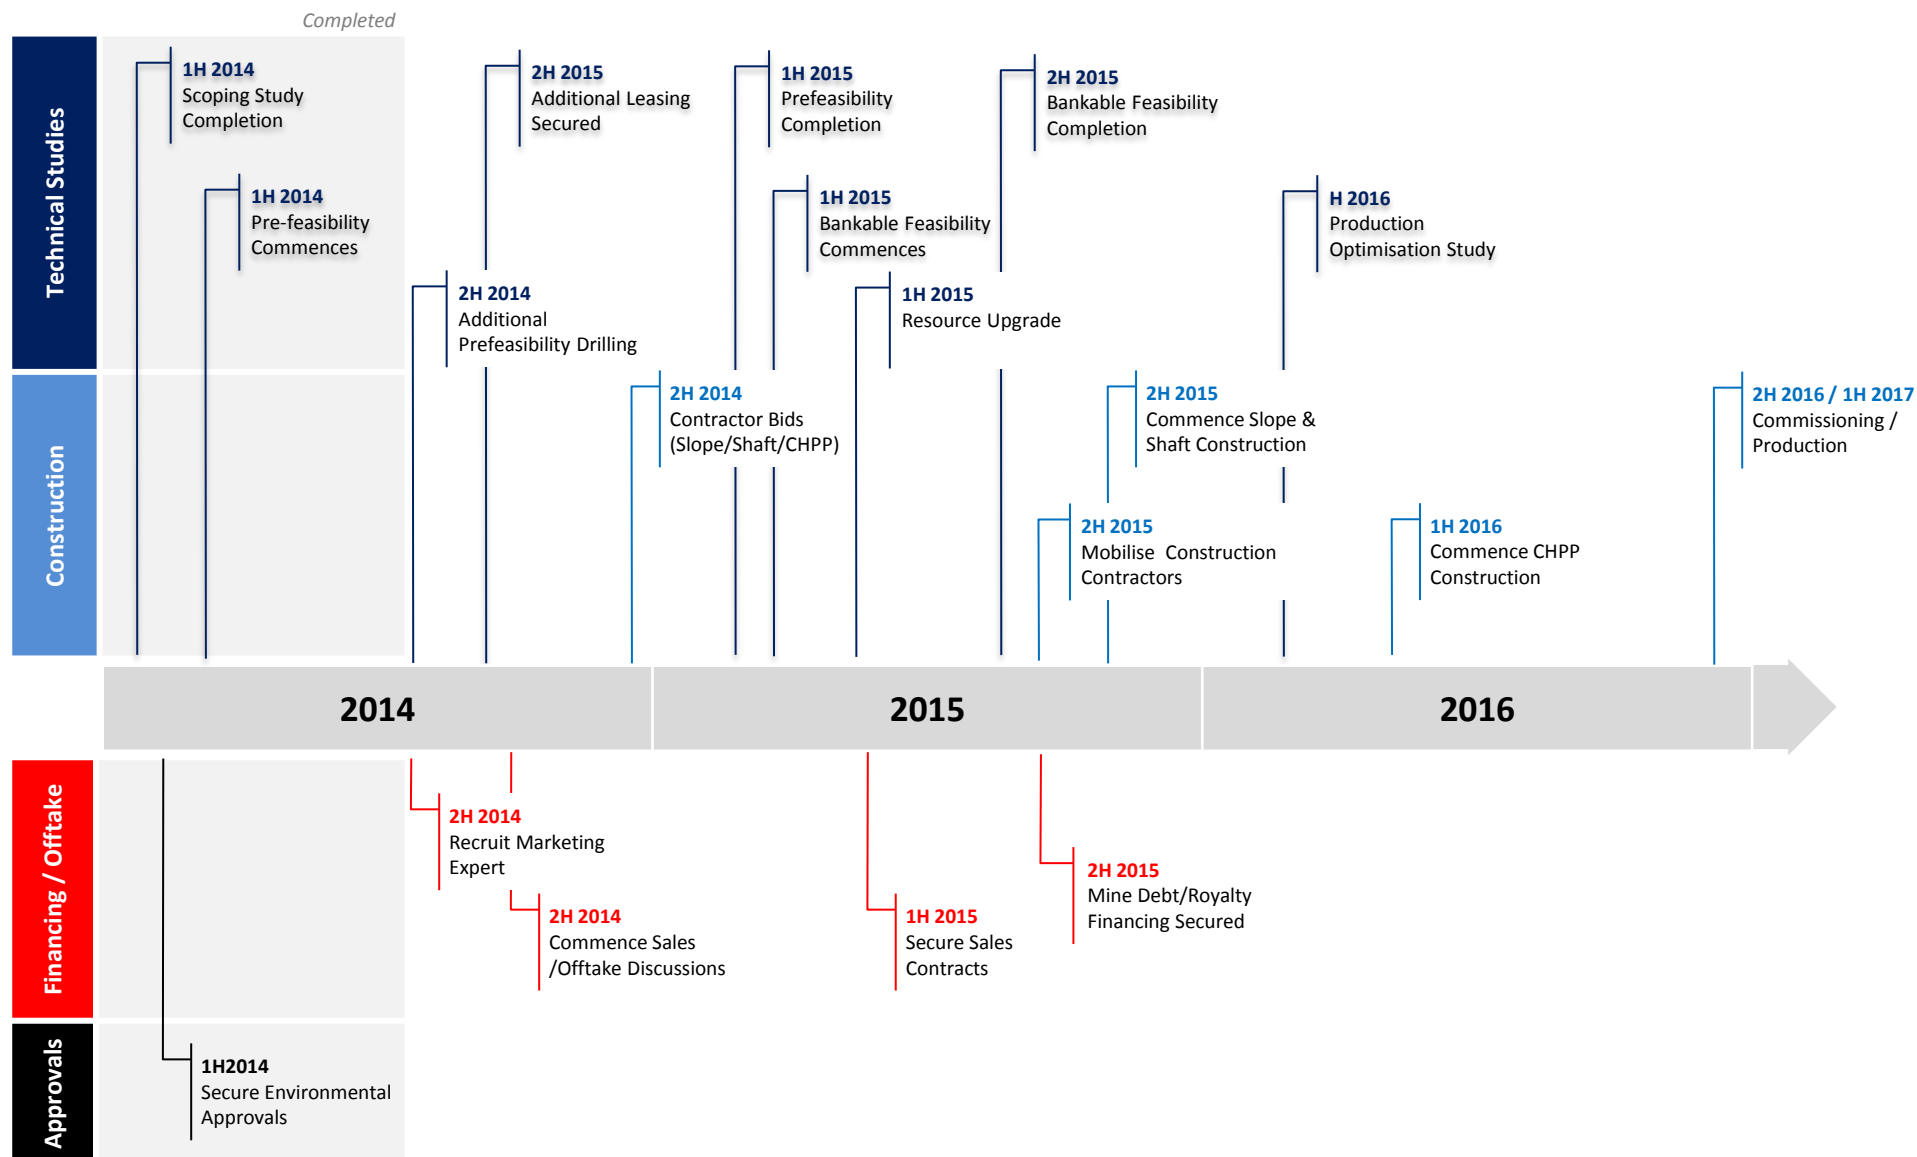 Completed
Technical Studies
1H 2014
Scoping Study
Completion
2H 2015
Additional Leasing
Secured
1H 2015
Prefeasibility
Completion
2H 2015
Bankable Feasibility
Completion
1H 2014
Pre-feasibility
Commences
1H 2015
Bankable Feasibility
Commences
H 2016
Production
Optimisation Study
2H 2014
Additional
Prefeasibility Drilling
1H 2015
Resource Upgrade
Construction
2H 2014
Contractor Bids
(Slope/Shaft/CHPP)
2H 2015
Commence Slope &
Shaft Construction
2H 2016 / 1H 2017
Commissioning /
Production
2H 2015
Mobilise Construction
Contractors
1H 2016
Commence CHPP
Construction
2014
2015
2016
Financing / Offtake
2H 2014
Recruit Marketing
Expert
2H 2014
Commence Sales
/Offtake Discussions
1H 2015
Secure Sales
Contracts
2H 2015
Mine Debt/Royalty
Financing Secured
Approvals
1H2014
Secure Environmental
Approvals